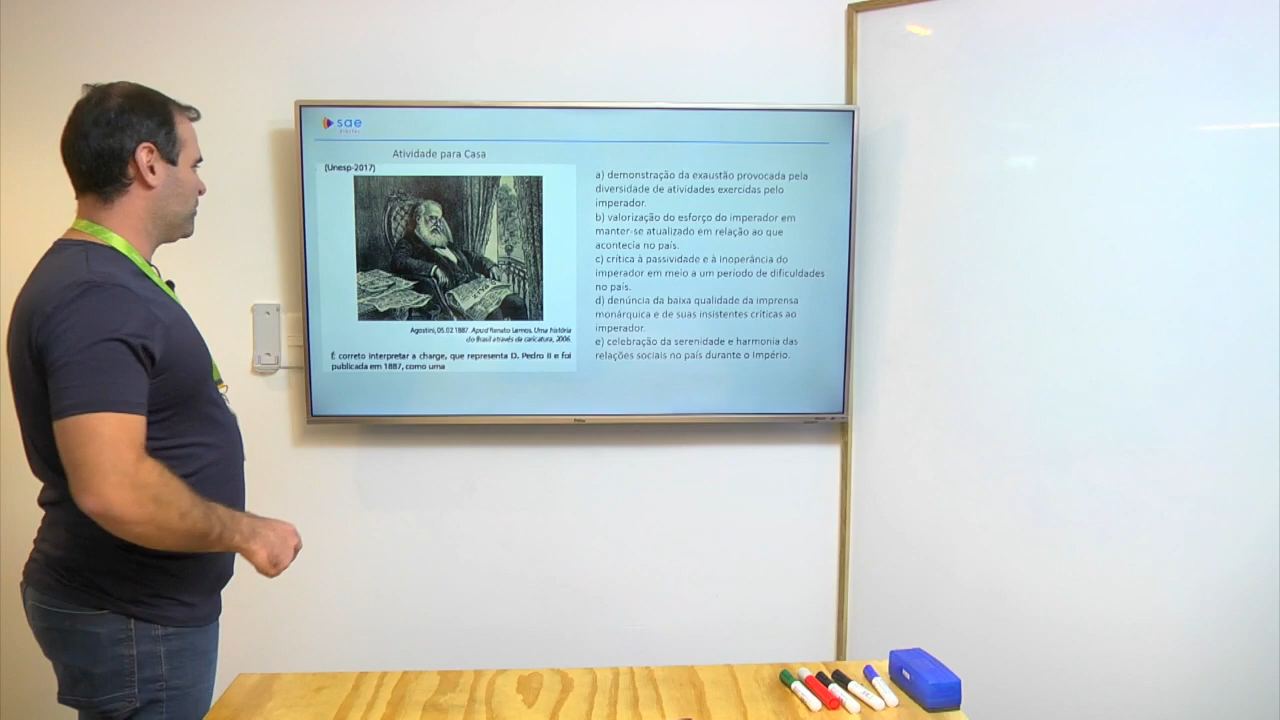 sae
digital
Atividade para Casa
(Unesp-2017)
Agostini, 05.02.1887. Apud Renato Lemos. Uma história
do Brasil através da caricatura, 2006.
É correto interpretar a charge, que representa D. Pedro II e foi
publicada em 1887, como uma
a) demonstração da exaustão provocada pela
diversidade de atividades exercidas pelo
imperador.
b) valorização do esforço do imperador em
manter-se atualizado em relação ao que
acontecia no país.
c) crítica à passividade e à inoperância do
imperador em meio a um período de dificuldades
no país.
d) denúncia da baixa qualidade da imprensa
monárquica e de suas insistentes críticas ao
imperador.
e) celebração da serenidade e harmonia das
relações sociais no país durante o Império.